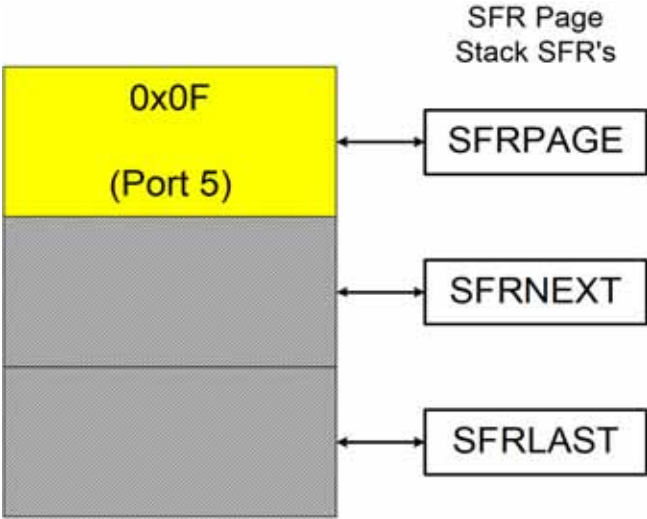 SFR Page
Stack SFR's
0x0F
(Port 5)
SFRPAGE
SFRNEXT
SFRLAST